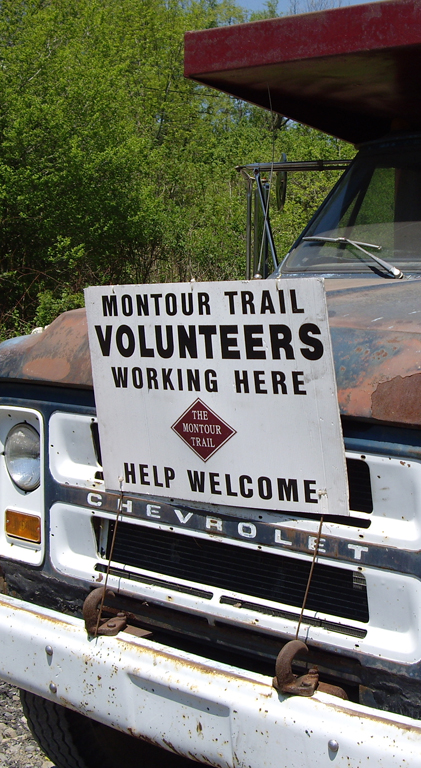 MONTOUR TRAIL
VOLUNTEERS
WORKING HERE
THE
MONTOUR
TRAIL
HELP WELCOME
CHEVROLET